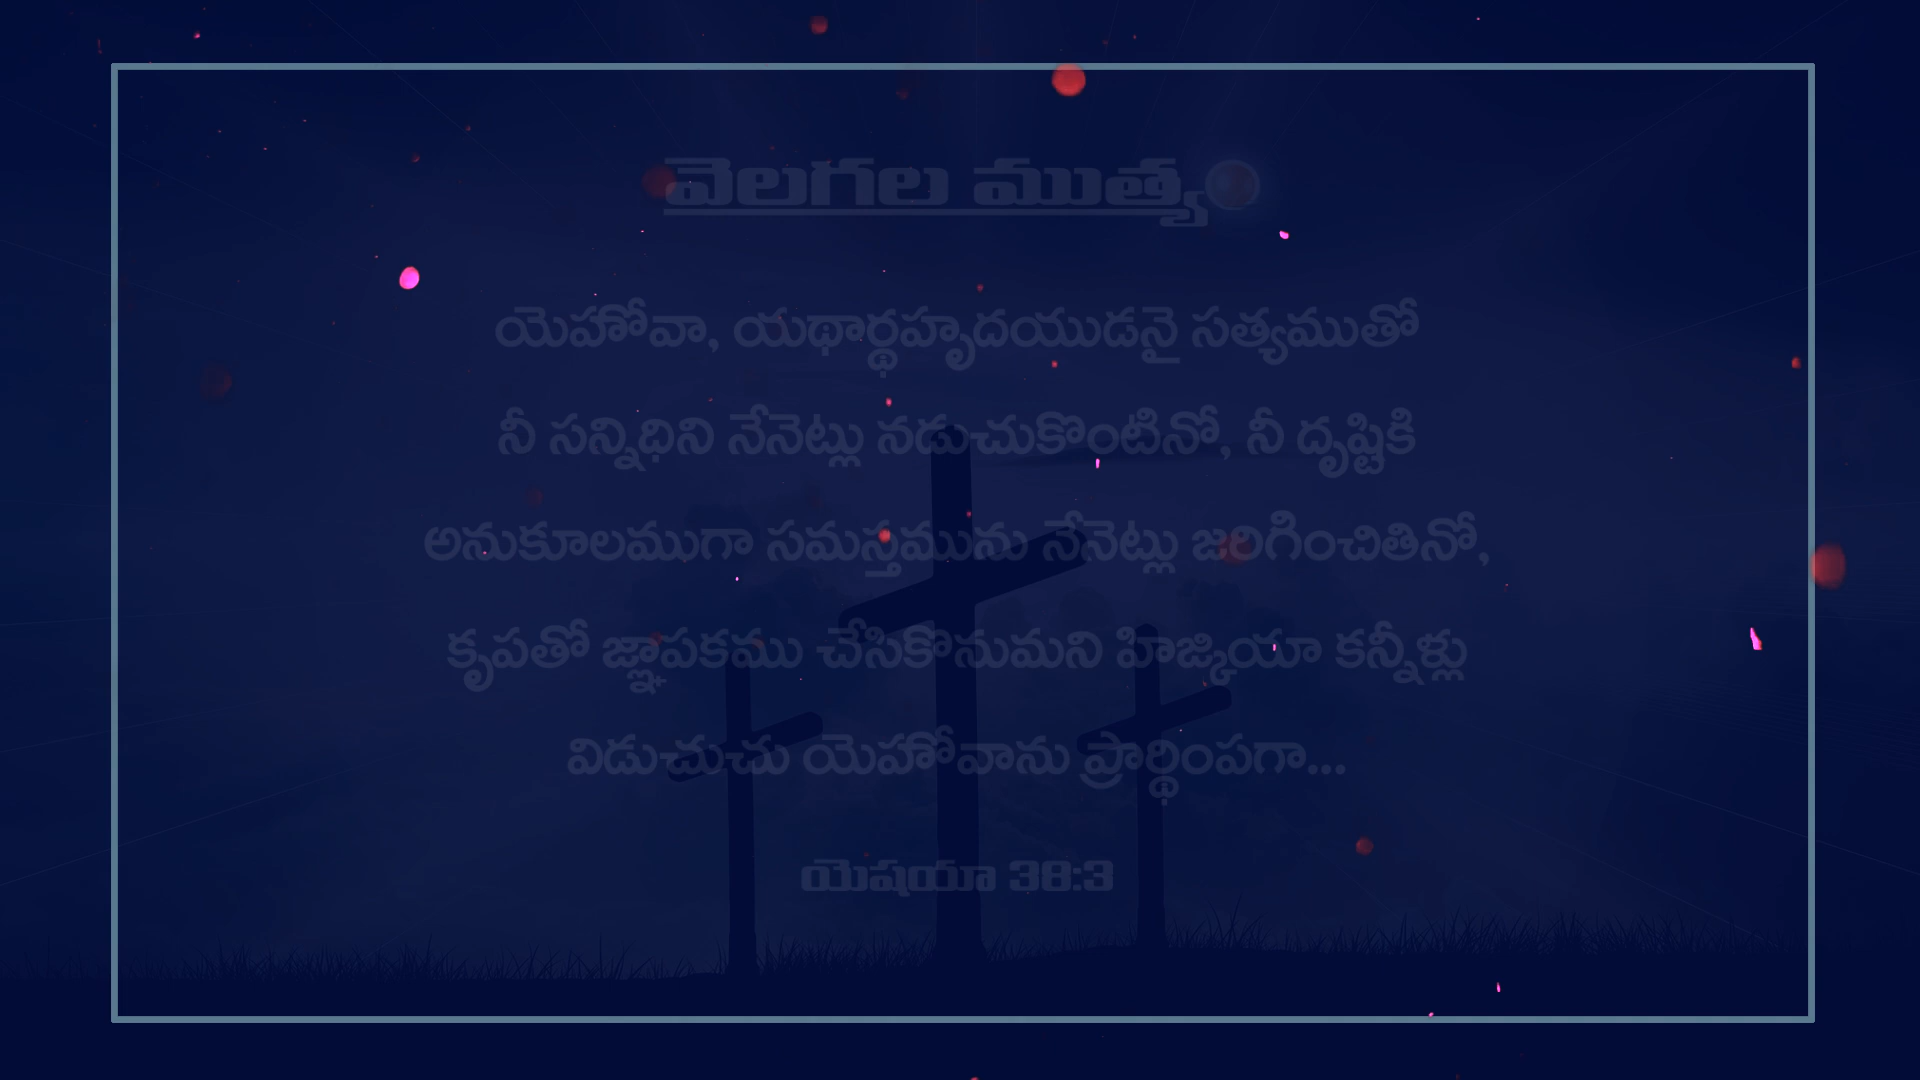 వెలగల ముత్య
యెహోవా, యథార్థహృదయుడనై సత్యముతో
నీ సన్నిధిని నేనెట్లు నడుచుకొంటినో, నీ దృష్టికి
అనుకూలముగా సమస్తమును నేనెట్లు జరిగించితినో,
కృపతో జ్ఞాపకము చేసికొనుమని హిజ్కియా కన్నీళ్లు
విడుచుచు యెహోవాను ప్రార్థింపగా...
యెషయా 38:3